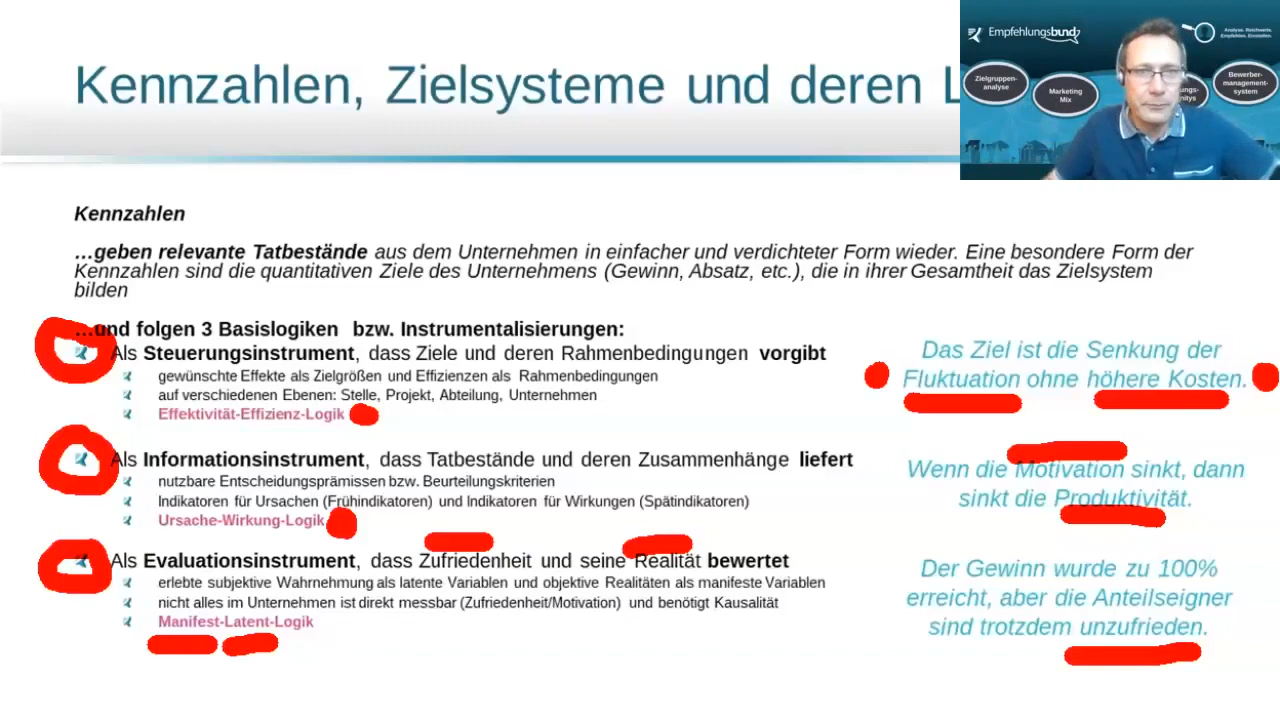 Kennzahlen, Zielsysteme und deren L
Empfehlungsbund
Analyse. Reichweite.
Empfehlen. Einstellen.
Zielgruppen-
analyse
Marketing
Mix
ungs-
nitys
Bewerber-
management-
system
Kennzahlen
…geben relevante Tatbestände aus dem Unternehmen in einfacher und verdichteter Form wieder. Eine besondere Form der
Kennzahlen sind die quantitativen Ziele des Unternehmens (Gewinn, Absatz, etc.), die in ihrer Gesamtheit das Zielsystem
bilden
…und folgen 3 Basislogiken bzw. Instrumentalisierungen:
Als Steuerungsinstrument, dass Ziele und deren Rahmenbedingungen vorgibt
gewünschte Effekte als Zielgrößen und Effizienzen als Rahmenbedingungen
auf verschiedenen Ebenen: Stelle, Projekt, Abteilung, Unternehmen
Effektivität-Effizienz-Logik
Das Ziel ist die Senkung der
Fluktuation ohne höhere Kosten.
Als Informationsinstrument, dass Tatbestände und deren Zusammenhänge liefert
nutzbare Entscheidungsprämissen bzw. Beurteilungskriterien
Indikatoren für Ursachen (Frühindikatoren) und Indikatoren für Wirkungen (Spätindikatoren)
Ursache-Wirkung-Logik
Wenn die Motivation sinkt, dann
sinkt die Produktivität.
Als Evaluationsinstrument, dass Zufriedenheit und seine Realität bewertet
erlebte subjektive Wahrnehmung als latente Variablen und objektive Realitäten als manifeste Variablen
nicht alles im Unternehmen ist direkt messbar (Zufriedenheit/Motivation) und benötigt Kausalität
Manifest-Latent-Logik
Der Gewinn wurde zu 100%
erreicht, aber die Anteilseigner
sind trotzdem unzufrieden.